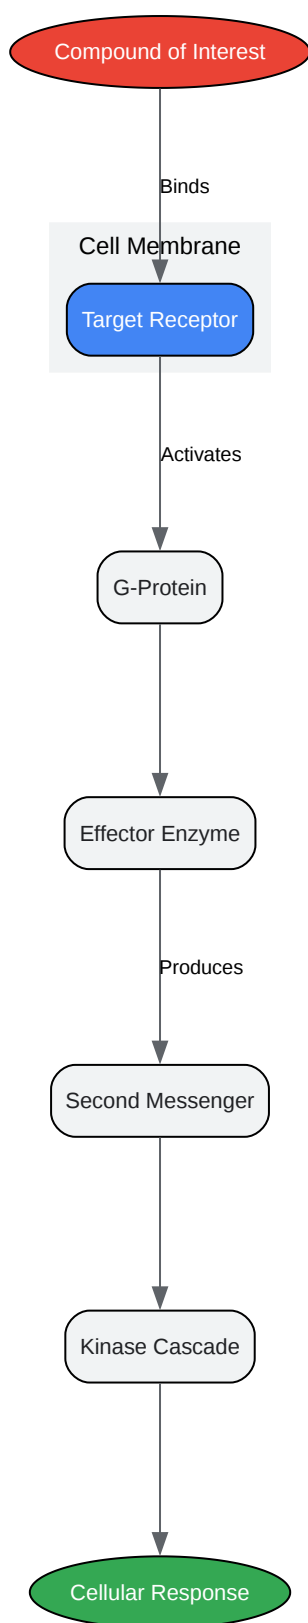 Compound of Interest
Binds
Cell Membrane
Target Receptor
Activates
G-Protein
Effector Enzyme
Produces
Second Messenger
Kinase Cascade
Cellular Response